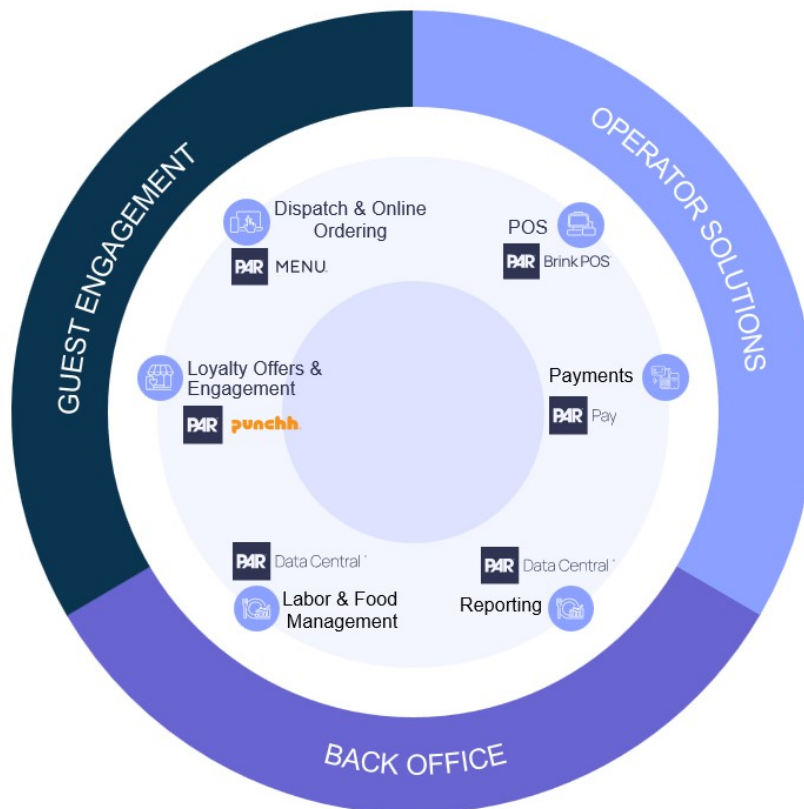 GUEST ENGAGEMENT
OPERATOR SOLUTIONS
Dispatch & Online
Ordering
PAR MENU.
POS
PAR Brink POS
Loyalty Offers &
Engagement
PAR punchh.
Payments
PAR Pay
PAR Data Central
Labor & Food
Management
PAR Data Central
Reporting
BACK OFFICE